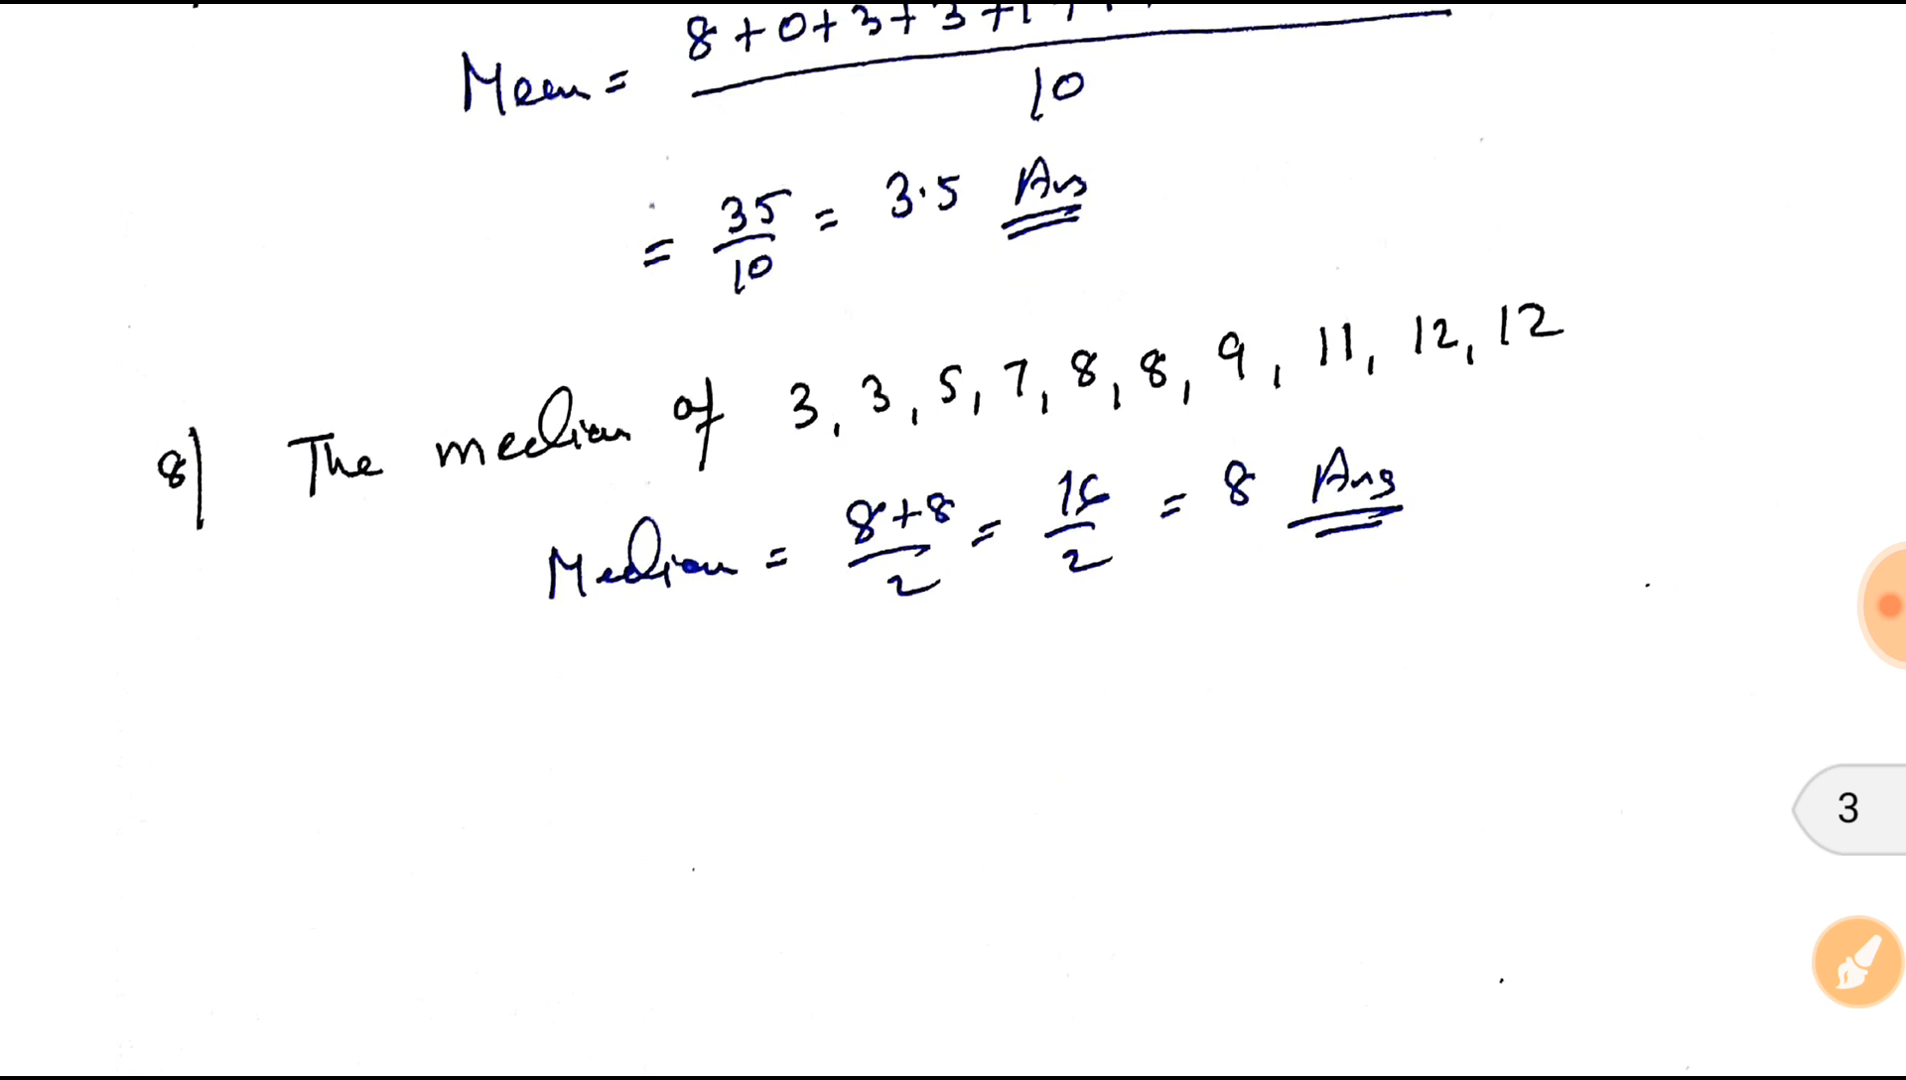 8+0+3+3+1
Mean = 10
= 35/10 = 3.5 Ans
8) The median of 3, 3, 5, 7, 8, 8, 9, 11, 12, 12
Median = 8+8/2 = 16/2 = 8 Ans
3